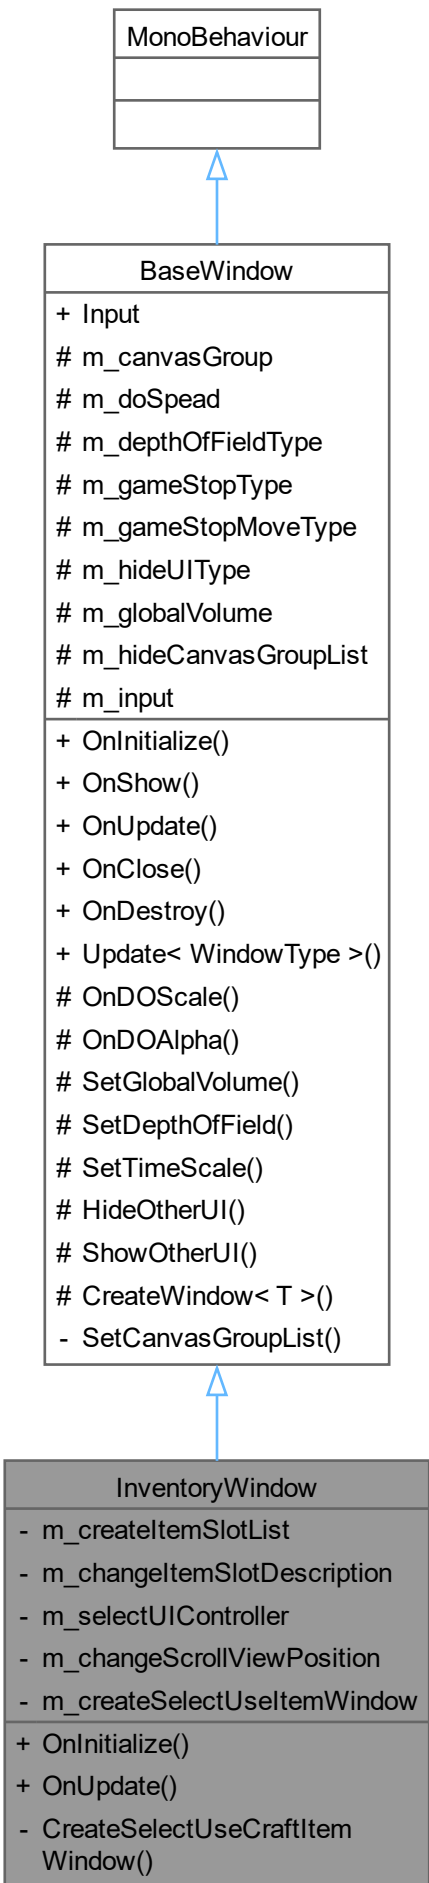 MonoBehaviour
BaseWindow
+ Input
# m_canvasGroup
# m_doSpead
# m_depthOfFieldType
# m_gameStopType
# m_gameStopMoveType
# m_hideUIType
# m_globalVolume
# m_hideCanvasGroupList
# m_input
+ OnInitialize()
+ OnShow()
+ OnUpdate()
+ OnClose()
+ OnDestroy()
+ Update< WindowType >()
# OnDOScale()
# OnDOAlpha()
# SetGlobalVolume()
# SetDepthOfField()
# SetTimeScale()
# HideOtherUI()
# ShowOtherUI()
# CreateWindow< T >()
- SetCanvasGroupList()
InventoryWindow
- m_createItemSlotList
- m_changeItemSlotDescription
- m_selectUIController
- m_changeScrollViewPosition
- m_createSelectUseItemWindow
+ OnInitialize()
+ OnUpdate()
- CreateSelectUseCraftItem
Window()